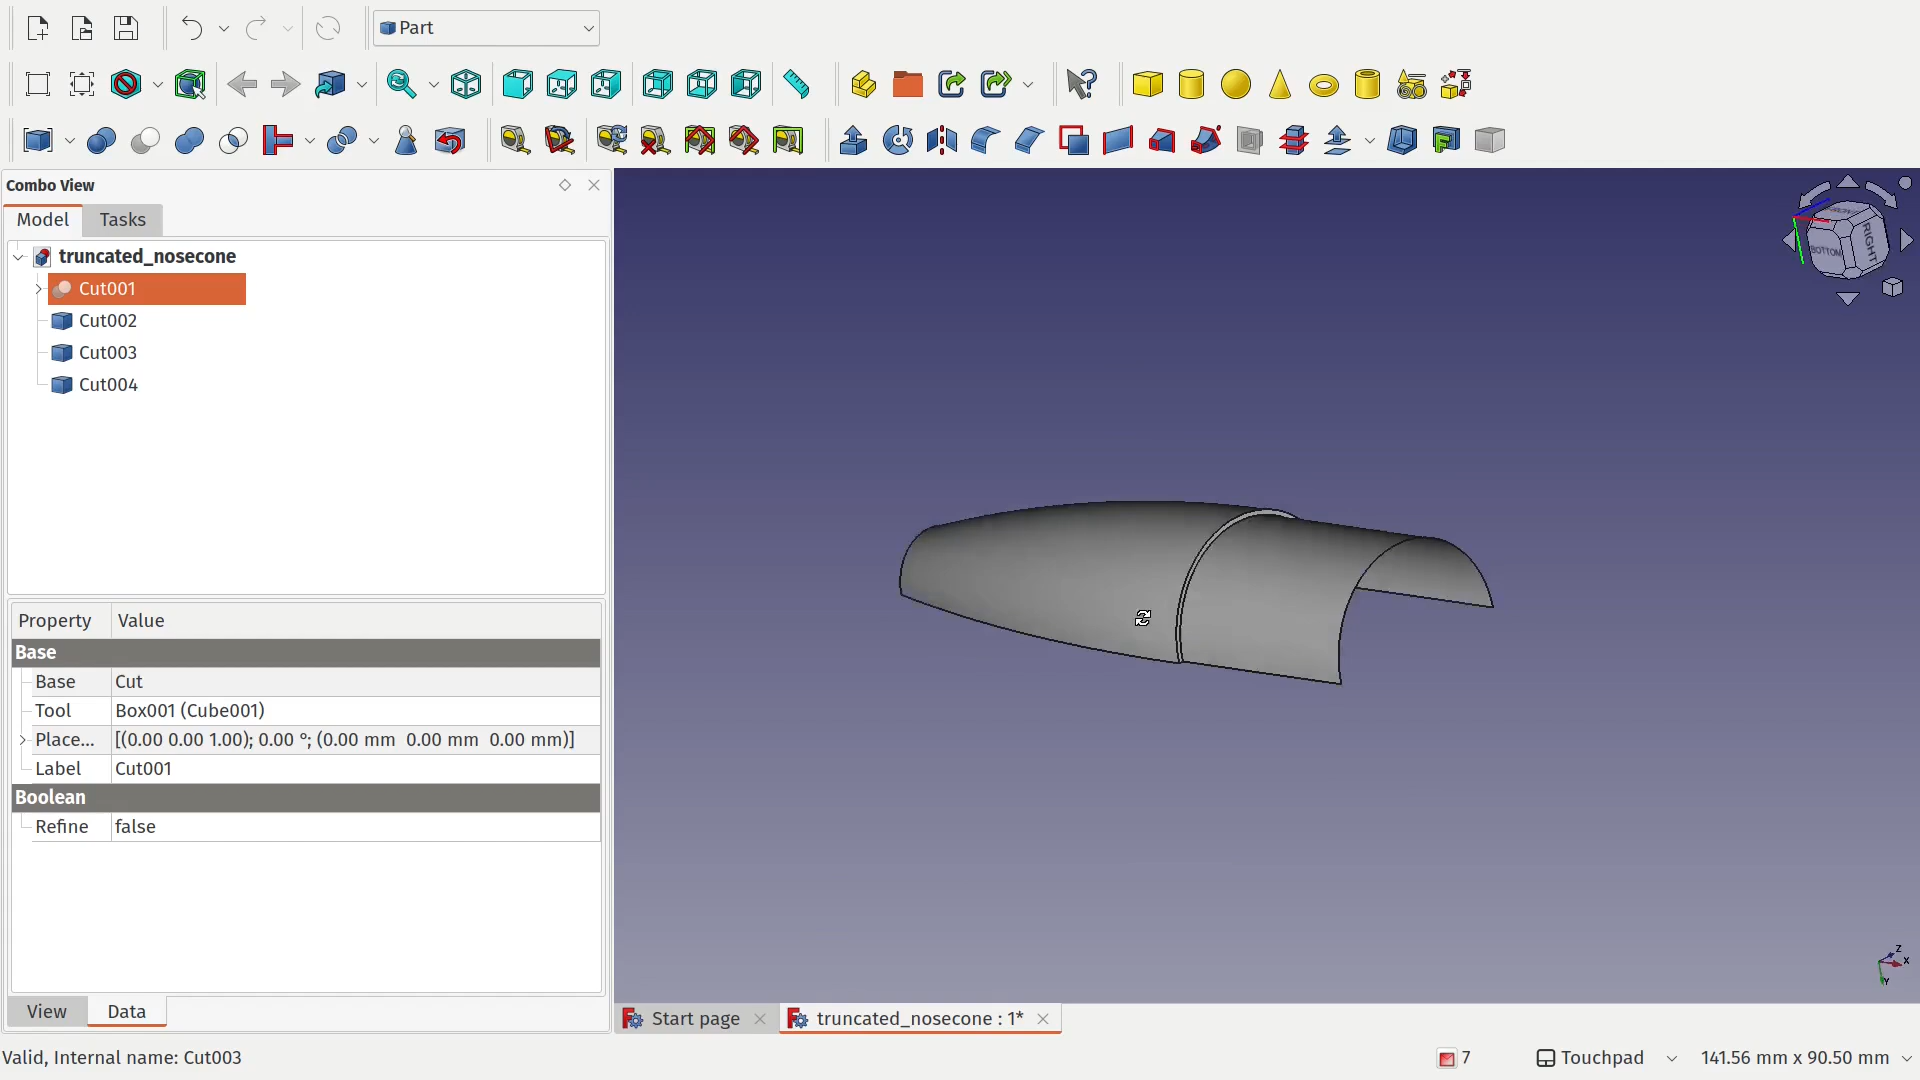 Part
Combo View
Model
Tasks
truncated_nosecone
Cut001
Cut002
Cut003
Cut004
Property
Value
Base
Base
Cut
Tool
Box001 (Cube001)
Place...
[(0.00 0.00 1.00); 0.00 °; (0.00 mm  0.00 mm  0.00 mm)]
Label
Cut001
Boolean
Refine
false
View
Data
BOTTOM
RIGHT
Z
X
Y
Start page
truncated_nosecone : 1*
Valid, Internal name: Cut003
7
Touchpad
141.56 mm x 90.50 mm